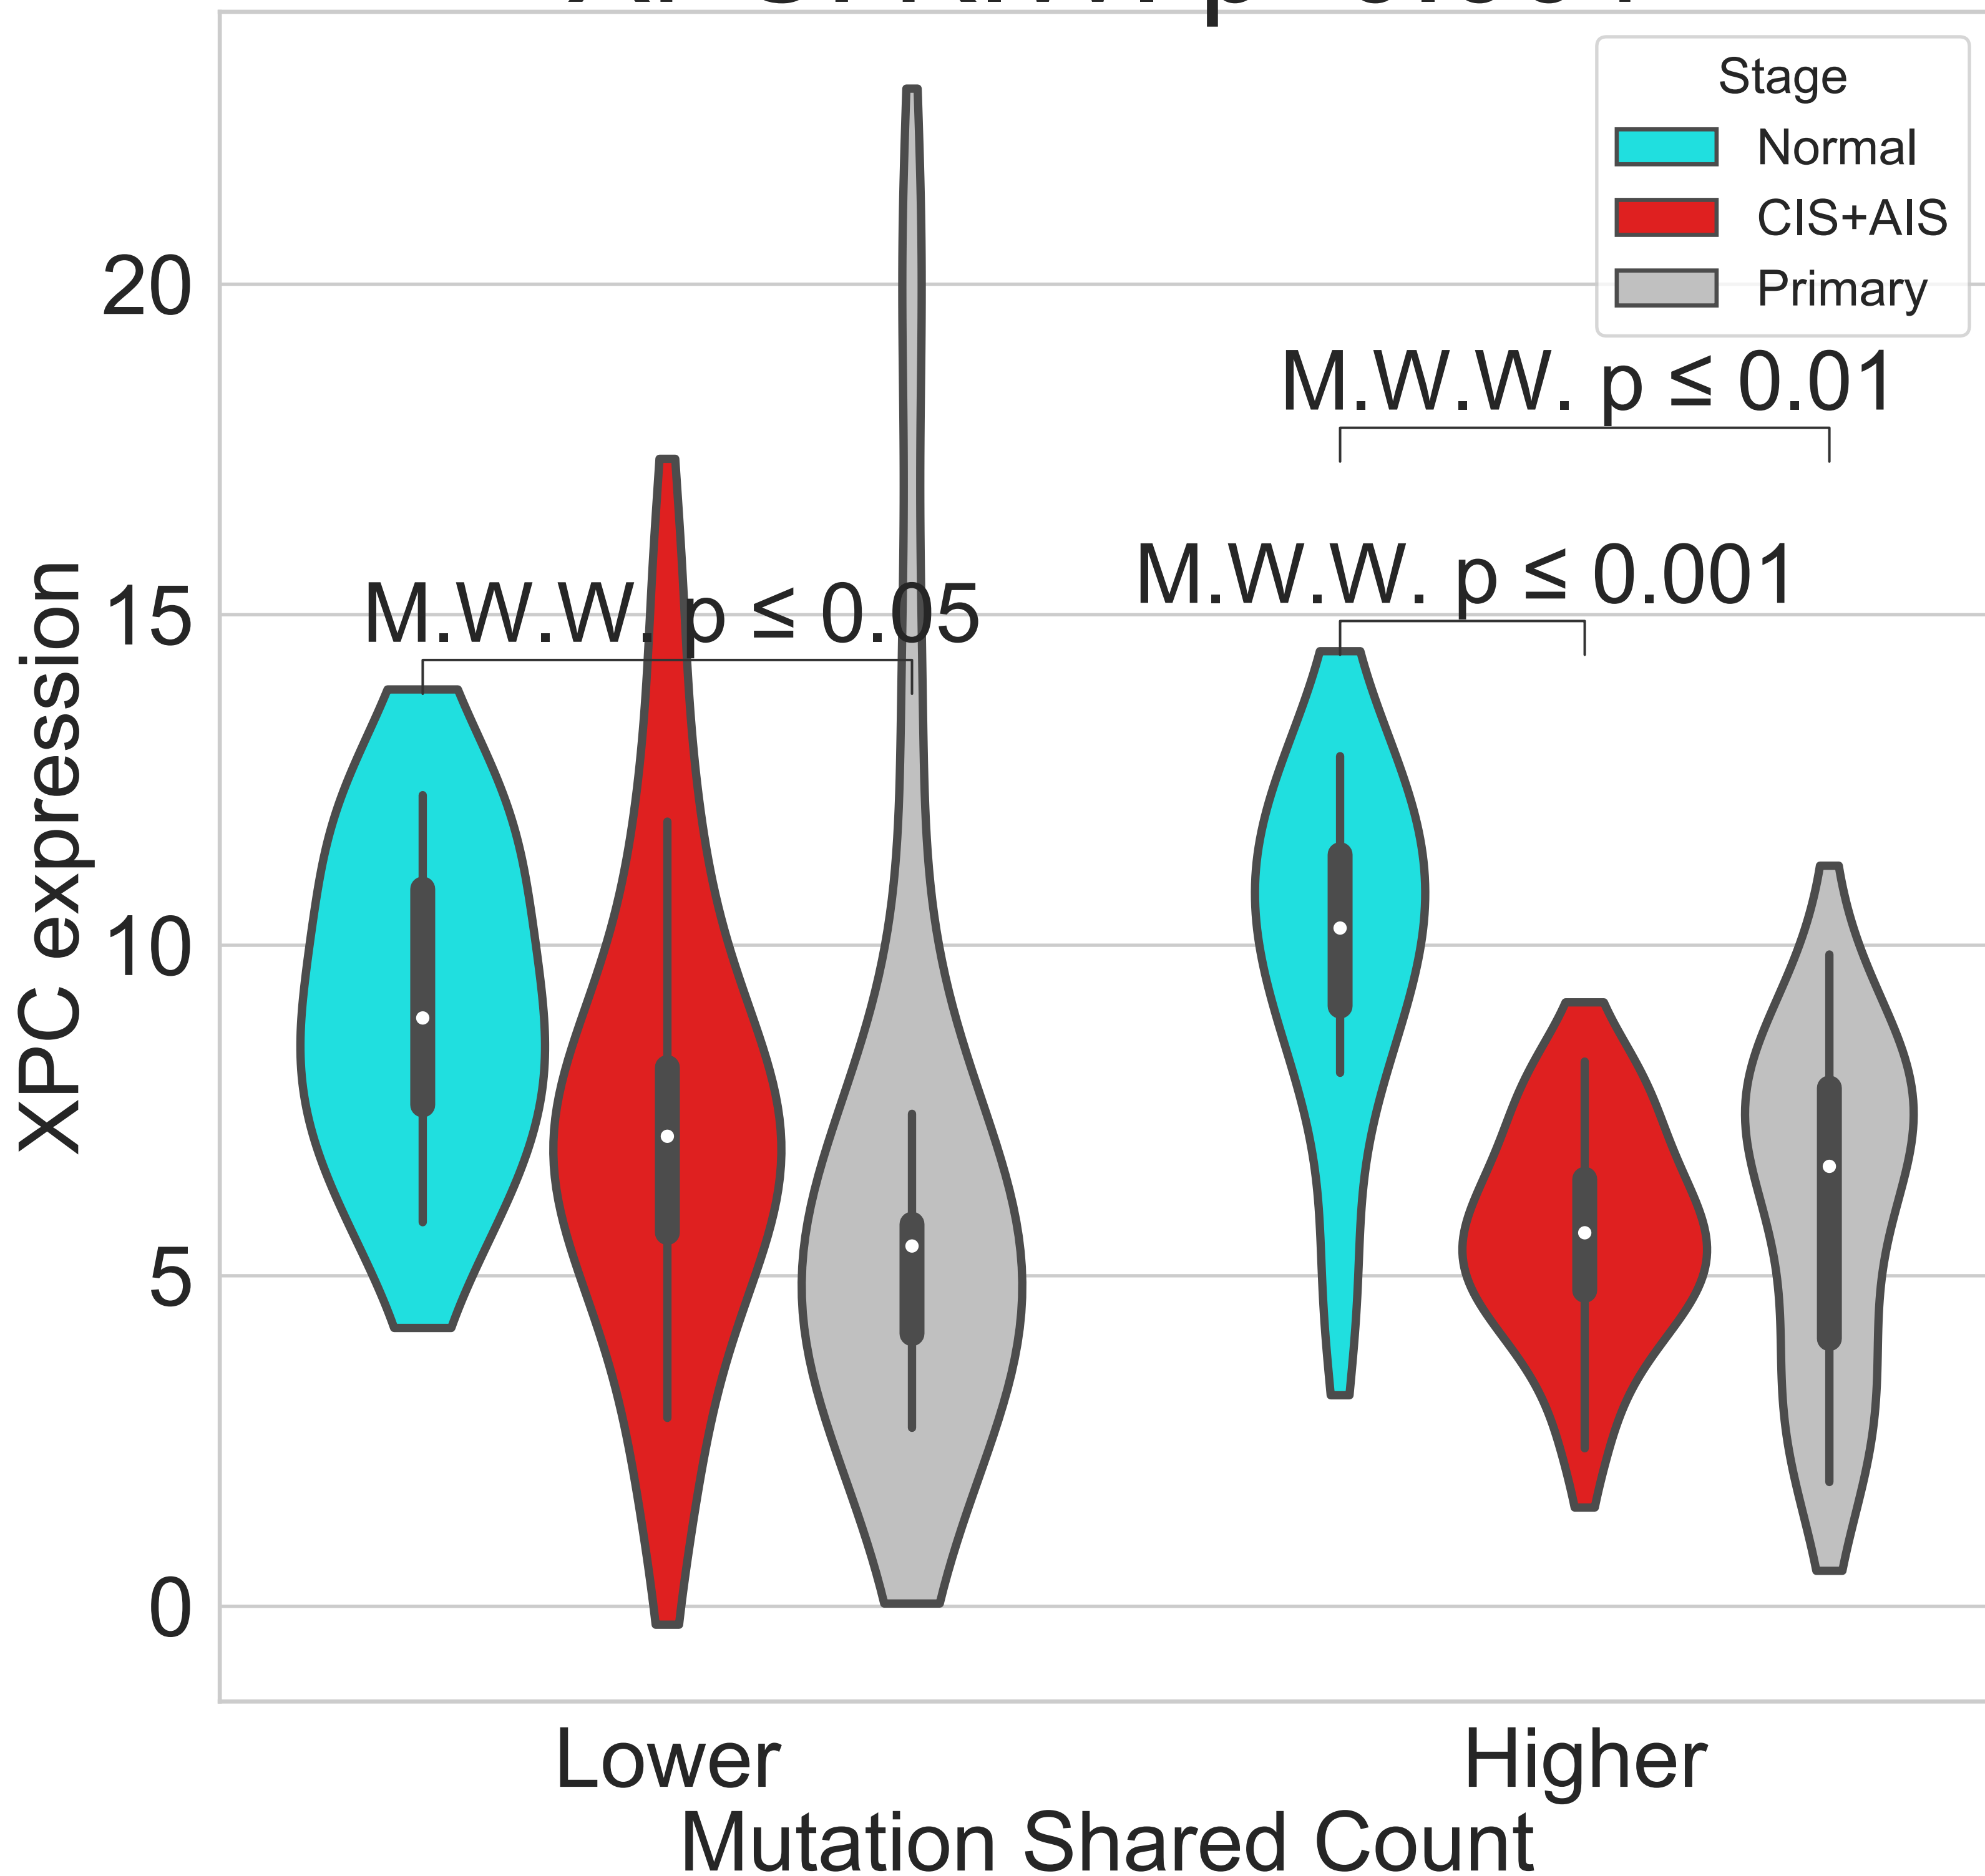 Stage
Normal
CIS+AIS
Primary
M.W.W. p ≤ 0.01
M.W.W. p ≤ 0.001
M.W.W. p ≤ 0.05
XPC expression
20
15
10
5
0
Lower
Higher
Mutation Shared Count